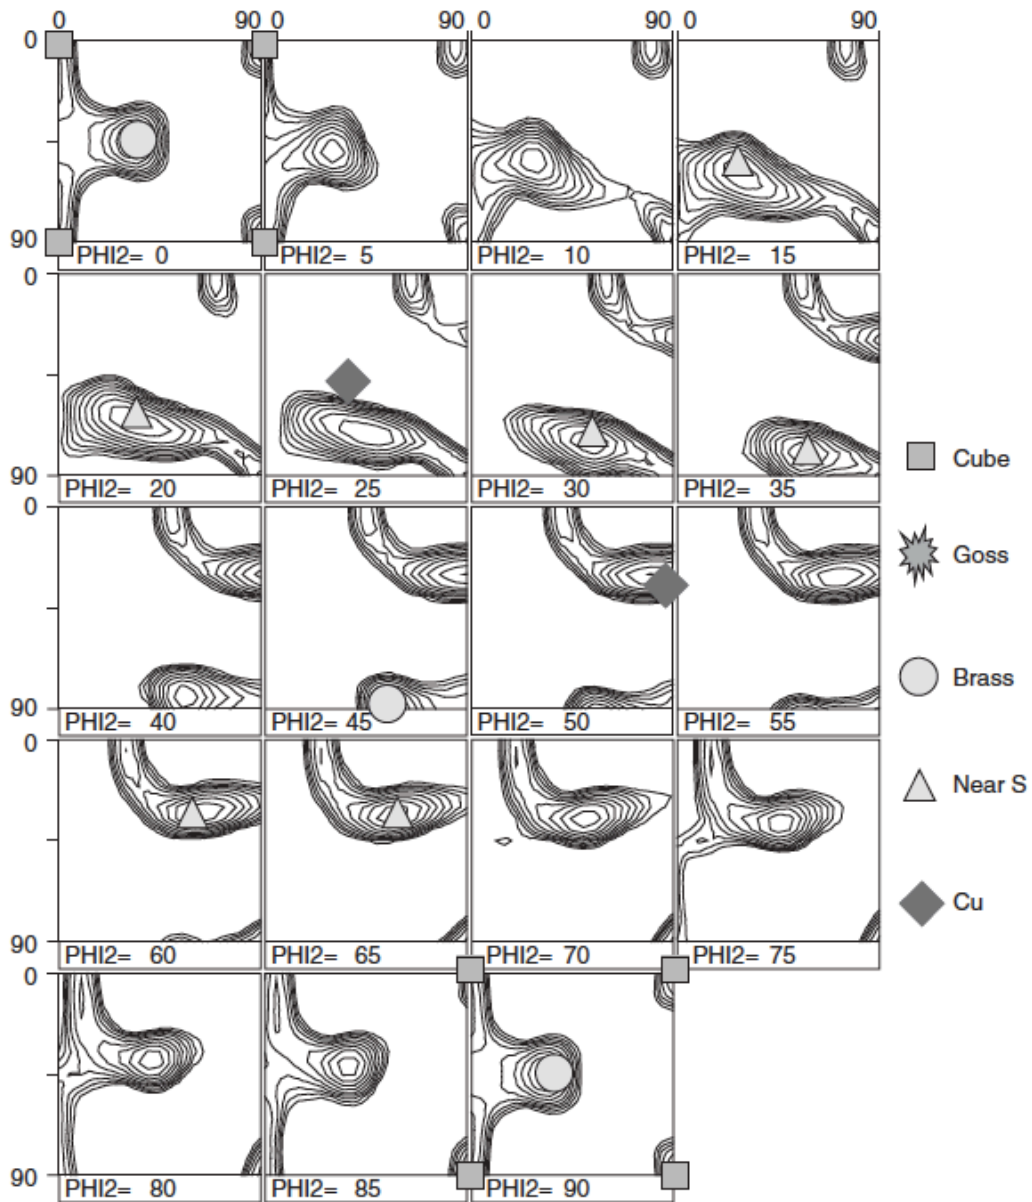 0 90 0 90 0 90
0
90
PHI2= 0 PHI2= 5 PHI2= 10 PHI2= 15
0
90
PHI2= 20 PHI2= 25 PHI2= 30 PHI2= 35
Cube
0
Goss
Brass
90
PHI2= 40 PHI2= 45 PHI2= 50 PHI2= 55
0
Near S
Cu
90
PHI2= 60 PHI2= 65 PHI2= 70 PHI2= 75
0
90
PHI2= 80 PHI2= 85 PHI2= 90